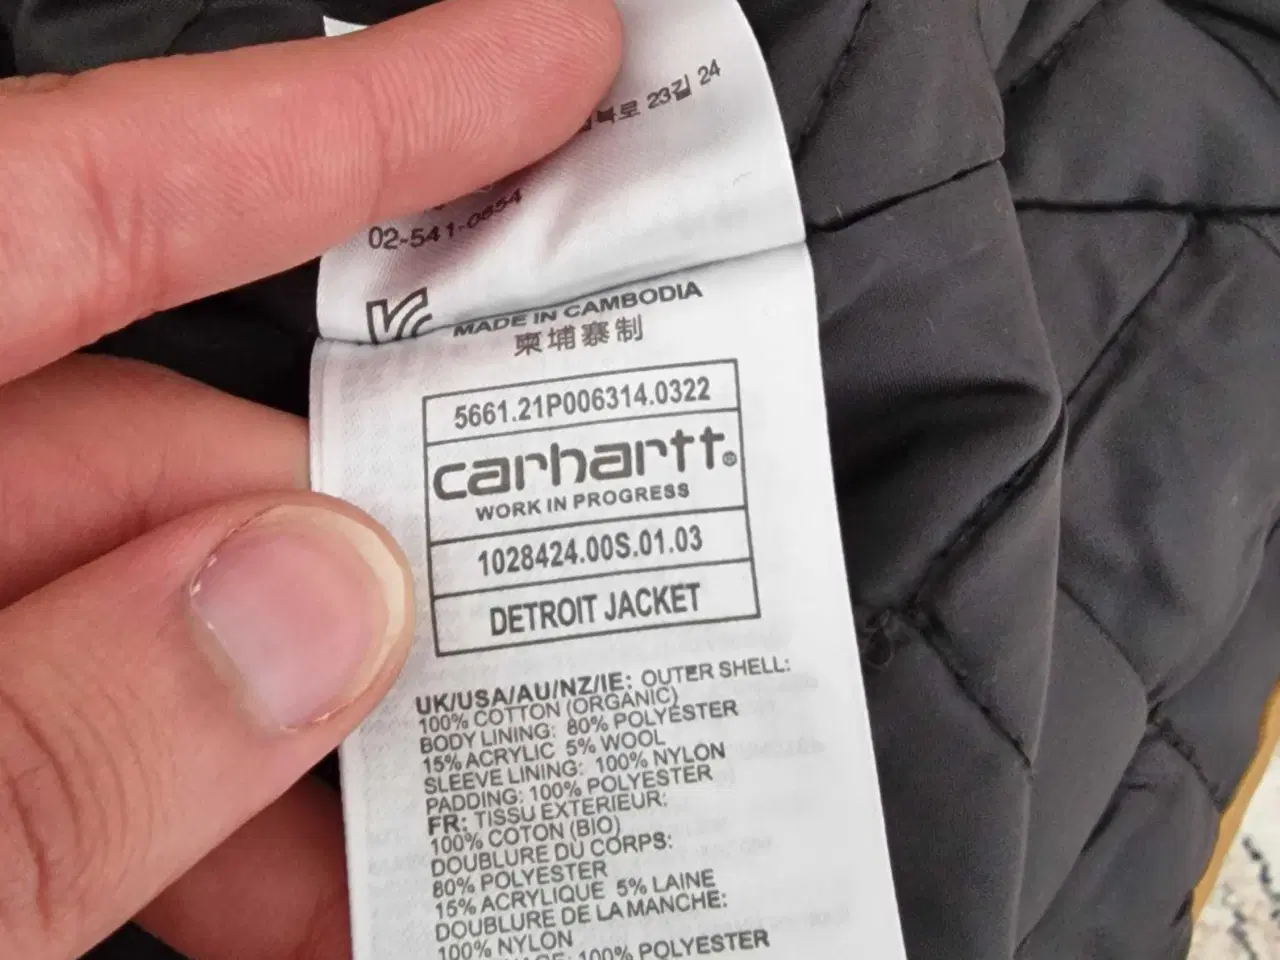 북로 23길 24
02-541-0854
MADE IN CAMBODIA
柬埔寨制
5661.21P006314.0322
carhartt®
WORK IN PROGRESS
1028424.00S.01.03
DETROIT JACKET
UK/USA/AU/NZ/IE: OUTER SHELL:
100% COTTON (ORGANIC)
BODY LINING: 80% POLYESTER
15% ACRYLIC 5% WOOL
SLEEVE LINING: 100% NYLON
PADDING: 100% POLYESTER
FR: TISSU EXTERIEUR:
100% COTON (BIO)
DOUBLURE DU CORPS:
80% POLYESTER
15% ACRYLIQUE 5% LAINE
DOUBLURE DE LA MANCHE:
100% NYLON
100% POLYESTER